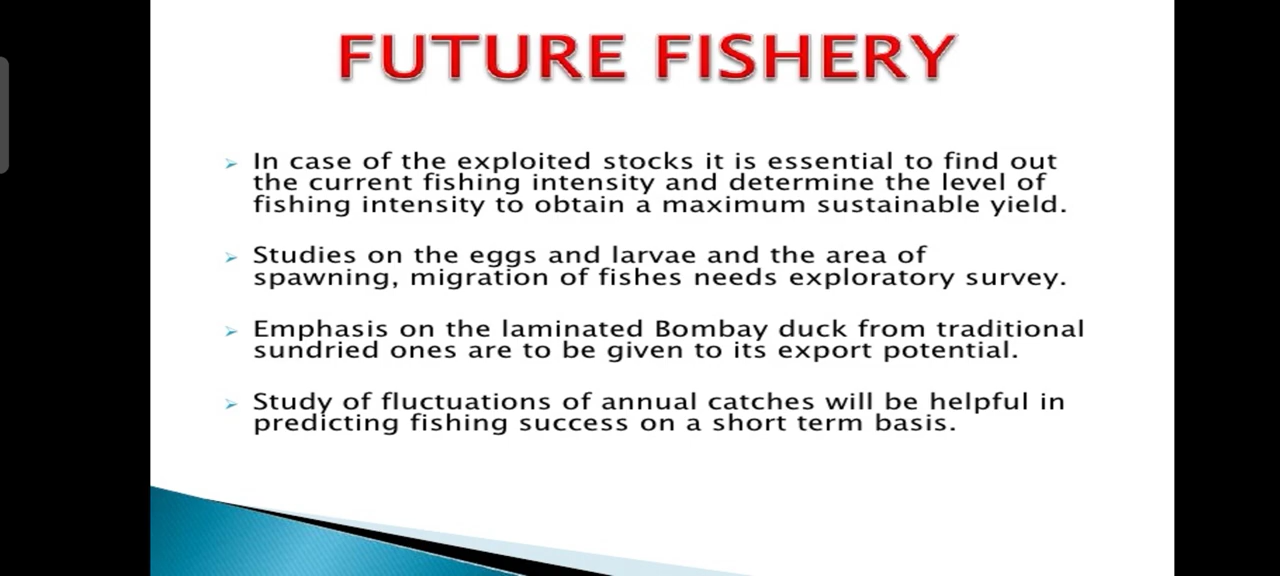 FUTURE FISHERY
In case of the exploited stocks it is essential to find out
the current fishing intensity and determine the level of
fishing intensity to obtain a maximum sustainable yield.
Studies on the eggs and larvae and the area of
spawning, migration of fishes needs exploratory survey.
Emphasis on the laminated Bombay duck from traditional
sundried ones are to be given to its export potential.
Study of fluctuations of annual catches will be helpful in
predicting fishing success on a short term basis.